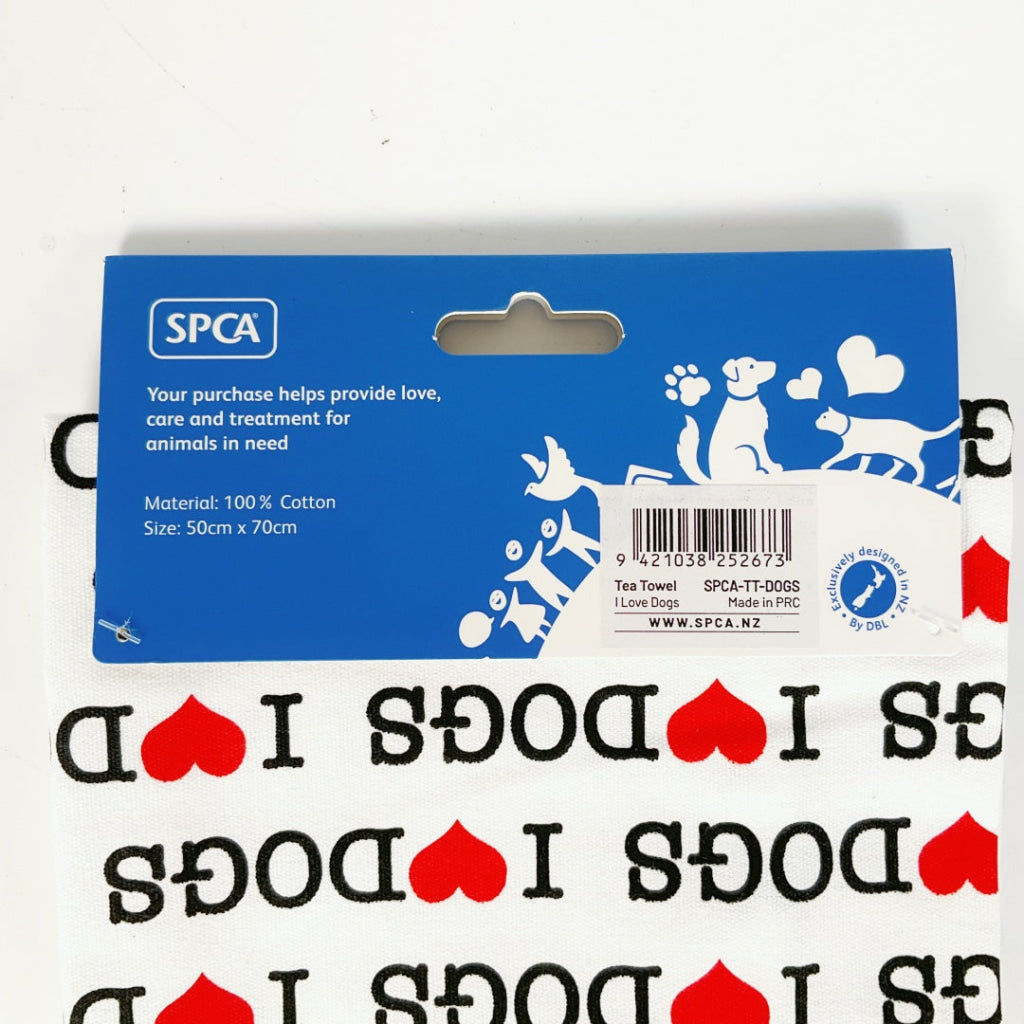 SPCA®
Your purchase helps provide love,
care and treatment for
animals in need
Material: 100% Cotton
Size: 50cm x 70cm
9 421038 252673
Tea Towel SPCA-TT-DOGS
I Love Dogs Made in PRC
WWW.SPCA.NZ
Exclusively designed in NZ
• By DBL •
I ❤ D
I ❤ DOGS
GS
I ❤ DOGS
❤ DOGS
I ❤ D
I ❤ DOGS
GS